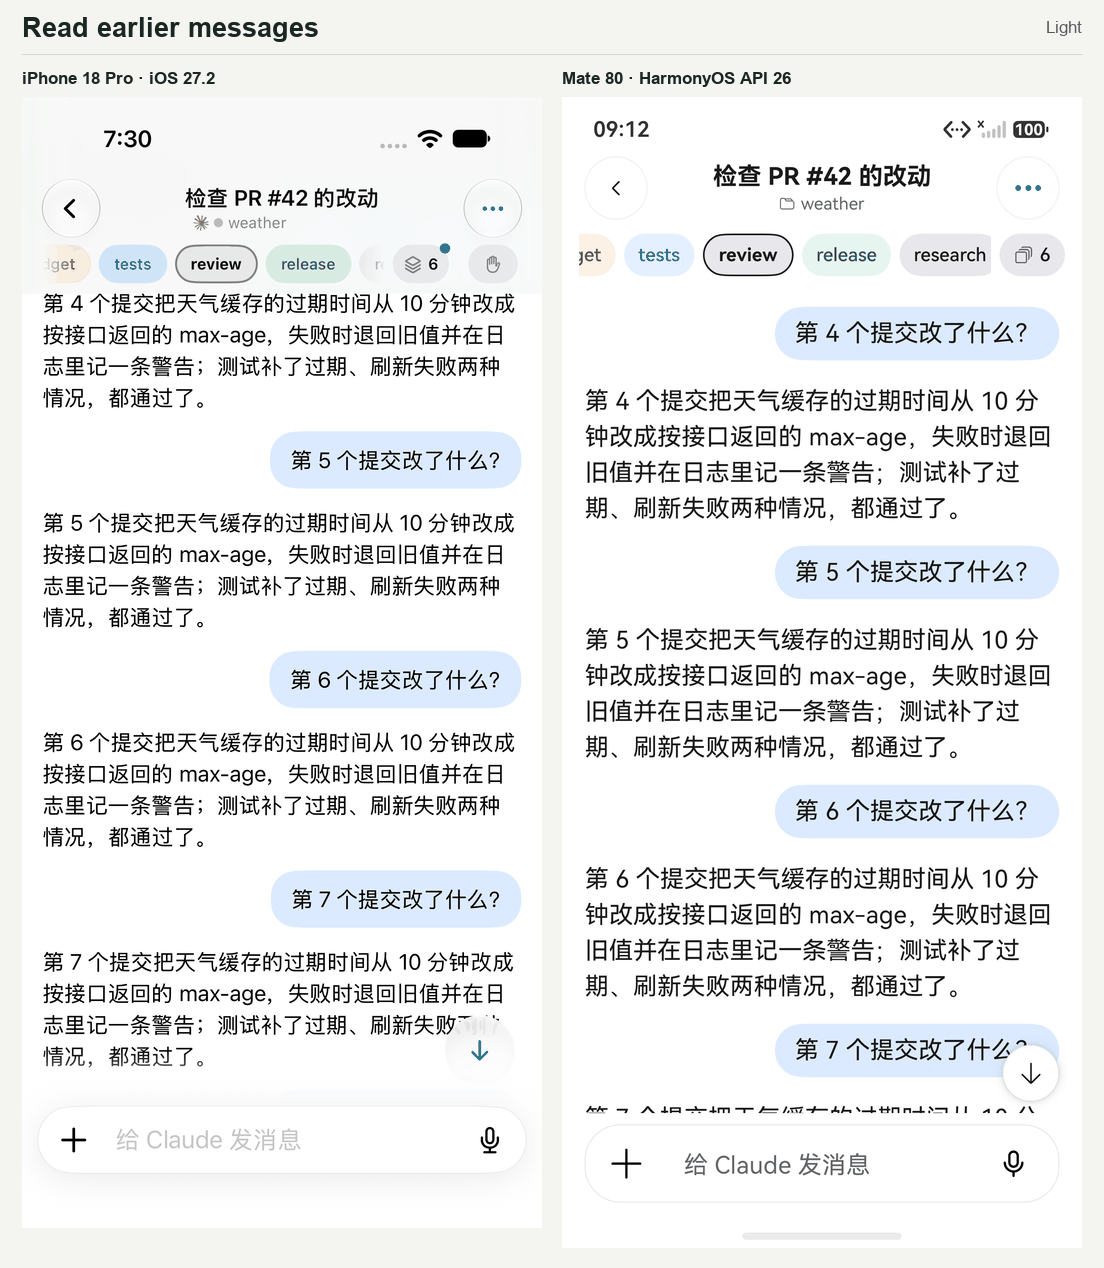 Read earlier messages
Light
iPhone 18 Pro · iOS 27.2
7:30
检查 PR #42 的改动
weather
dget
tests
review
release
6
第 4 个提交把天气缓存的过期时间从 10 分钟改成
按接口返回的 max-age，失败时退回旧值并在日
志里记一条警告；测试补了过期、刷新失败两种
情况，都通过了。
第 5 个提交改了什么？
第 5 个提交把天气缓存的过期时间从 10 分钟改成
按接口返回的 max-age，失败时退回旧值并在日
志里记一条警告；测试补了过期、刷新失败两种
情况，都通过了。
第 6 个提交改了什么？
第 6 个提交把天气缓存的过期时间从 10 分钟改成
按接口返回的 max-age，失败时退回旧值并在日
志里记一条警告；测试补了过期、刷新失败两种
情况，都通过了。
第 7 个提交改了什么？
第 7 个提交把天气缓存的过期时间从 10 分钟改成
按接口返回的 max-age，失败时退回旧值并在日
志里记一条警告；测试补了过期、刷新失败两种
情况，都通过了。
给 Claude 发消息
Mate 80 · HarmonyOS API 26
09:12
100
检查 PR #42 的改动
weather
get
tests
review
release
research
6
第 4 个提交改了什么？
第 4 个提交把天气缓存的过期时间从 10 分
钟改成按接口返回的 max-age，失败时退回
旧值并在日志里记一条警告；测试补了过
期、刷新失败两种情况，都通过了。
第 5 个提交改了什么？
第 5 个提交把天气缓存的过期时间从 10 分
钟改成按接口返回的 max-age，失败时退回
旧值并在日志里记一条警告；测试补了过
期、刷新失败两种情况，都通过了。
第 6 个提交改了什么？
第 6 个提交把天气缓存的过期时间从 10 分
钟改成按接口返回的 max-age，失败时退回
旧值并在日志里记一条警告；测试补了过
期、刷新失败两种情况，都通过了。
第 7 个提交改了什么？
第 7 个提交把天气缓存的过期时间从 10 分
给 Claude 发消息